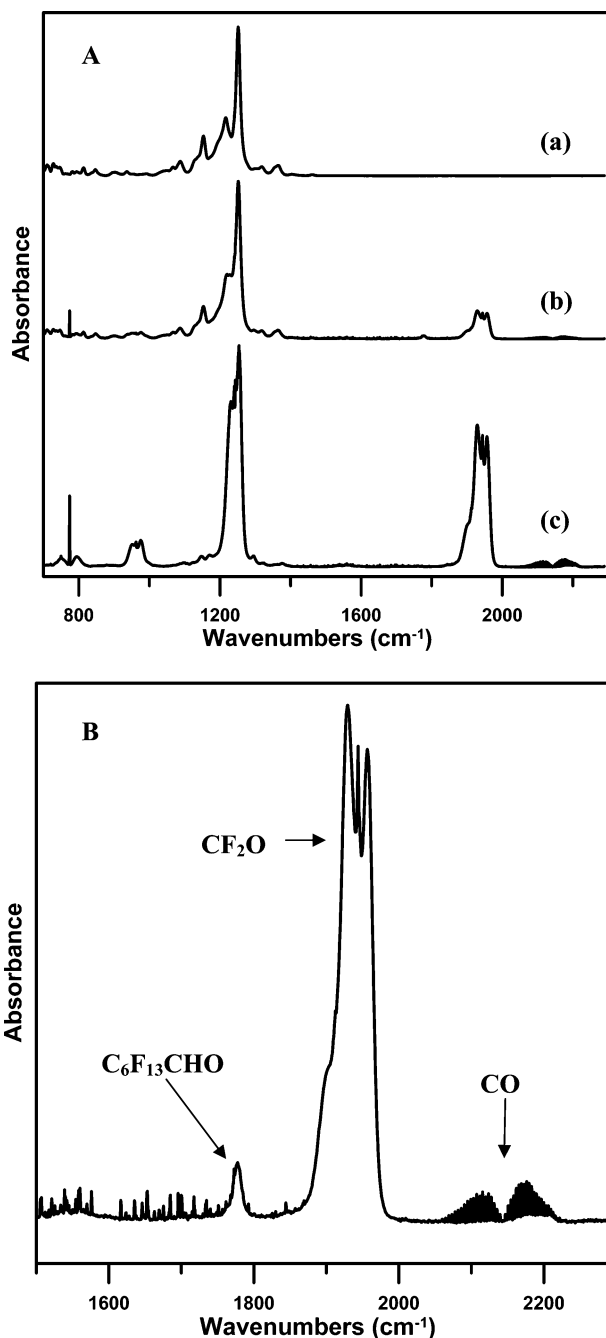 A
(a)
(b)
(c)
Absorbance
800 1200 1600 2000
Wavenumbers (cm⁻¹)
B
CF₂O
C₆F₁₃CHO
CO
Absorbance
1600 1800 2000 2200
Wavenumbers (cm⁻¹)